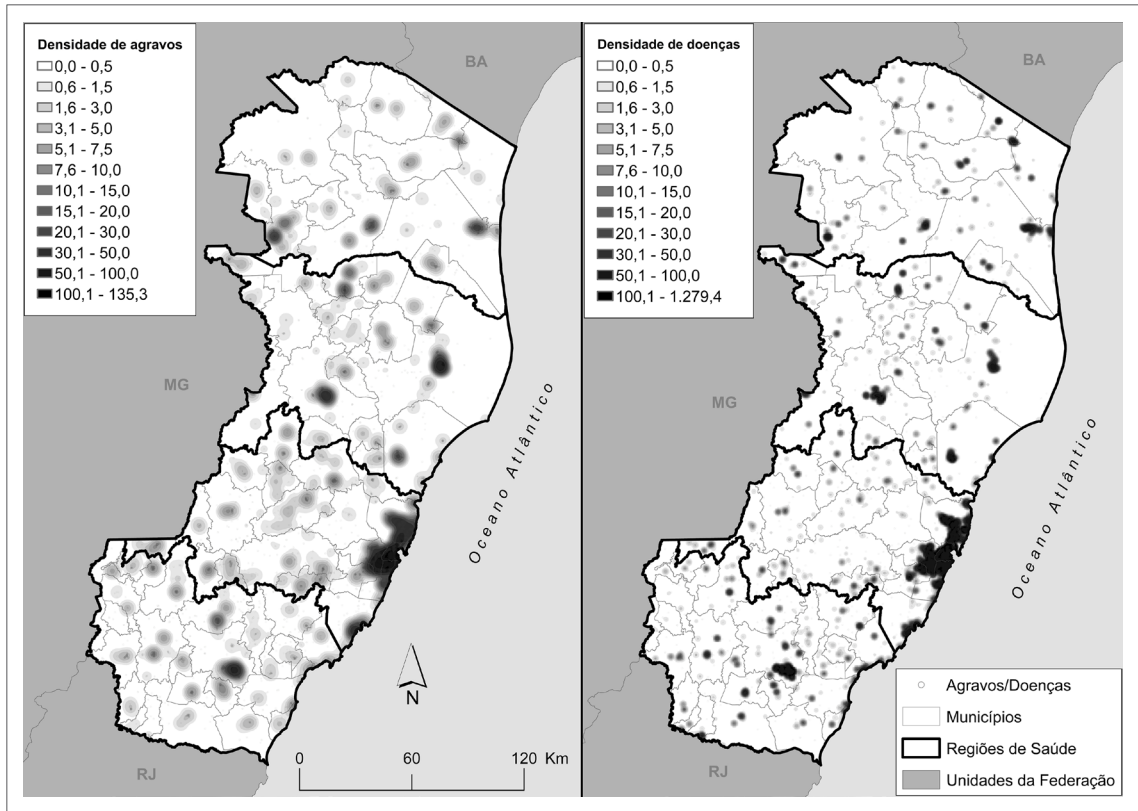 Densidade de agravos
0,0 - 0,5
0,6 - 1,5
1,6 - 3,0
3,1 - 5,0
5,1 - 7,5
7,6 - 10,0
10,1 - 15,0
15,1 - 20,0
20,1 - 30,0
30,1 - 50,0
50,1 - 100,0
100,1 - 135,3
BA
MG
Oceano Atlântico
N
0 60 120 Km
RJ
Densidade de doenças
0,0 - 0,5
0,6 - 1,5
1,6 - 3,0
3,1 - 5,0
5,1 - 7,5
7,6 - 10,0
10,1 - 15,0
15,1 - 20,0
20,1 - 30,0
30,1 - 50,0
50,1 - 100,0
100,1 - 1.279,4
BA
MG
Oceano Atlântico
RJ
Agravos/Doenças
Municípios
Regiões de Saúde
Unidades da Federação